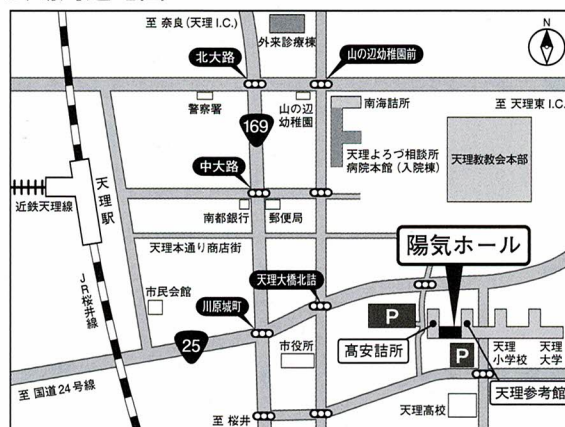 至 奈良(天理 I.C.)
外来診療棟
N
北大路
山の辺幼稚園前
警察署
山の辺
幼稚園
南海詰所
至 天理東 I.C.
169
天理よろづ相談所
病院本館(入院棟)
天理教教会本部
中大路
天理駅
近鉄天理線
南都銀行
郵便局
陽気ホール
天理本通り商店街
JR桜井線
市民会館
天理大橋北詰
川原城町
P
25
市役所
髙安詰所
P
天理
小学校
天理
大学
至 国道24号線
天理参考館
天理高校
至 桜井